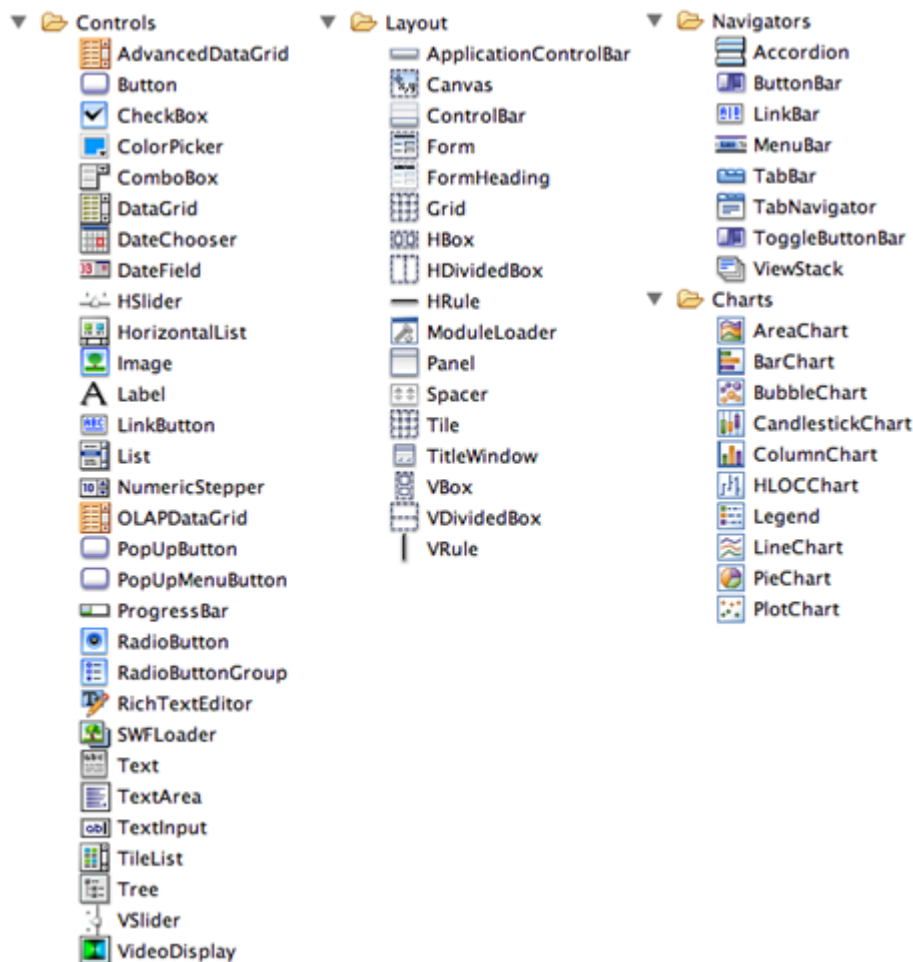 Controls
AdvancedDataGrid
Button
CheckBox
ColorPicker
ComboBox
DataGrid
DateChooser
DateField
HSlider
HorizontalList
Image
Label
LinkButton
List
NumericStepper
OLAPDataGrid
PopUpButton
PopUpMenuButton
ProgressBar
RadioButton
RadioButtonGroup
RichTextEditor
SWFLoader
Text
TextArea
TextInput
TileList
Tree
VSlider
VideoDisplay
Layout
ApplicationControlBar
Canvas
ControlBar
Form
FormHeading
Grid
HBox
HDividedBox
HRule
ModuleLoader
Panel
Spacer
Tile
TitleWindow
VBox
VDividedBox
VRule
Navigators
Accordion
ButtonBar
LinkBar
MenuBar
TabBar
TabNavigator
ToggleButtonBar
ViewStack
Charts
AreaChart
BarChart
BubbleChart
CandlestickChart
ColumnChart
HLOCChart
Legend
LineChart
PieChart
PlotChart